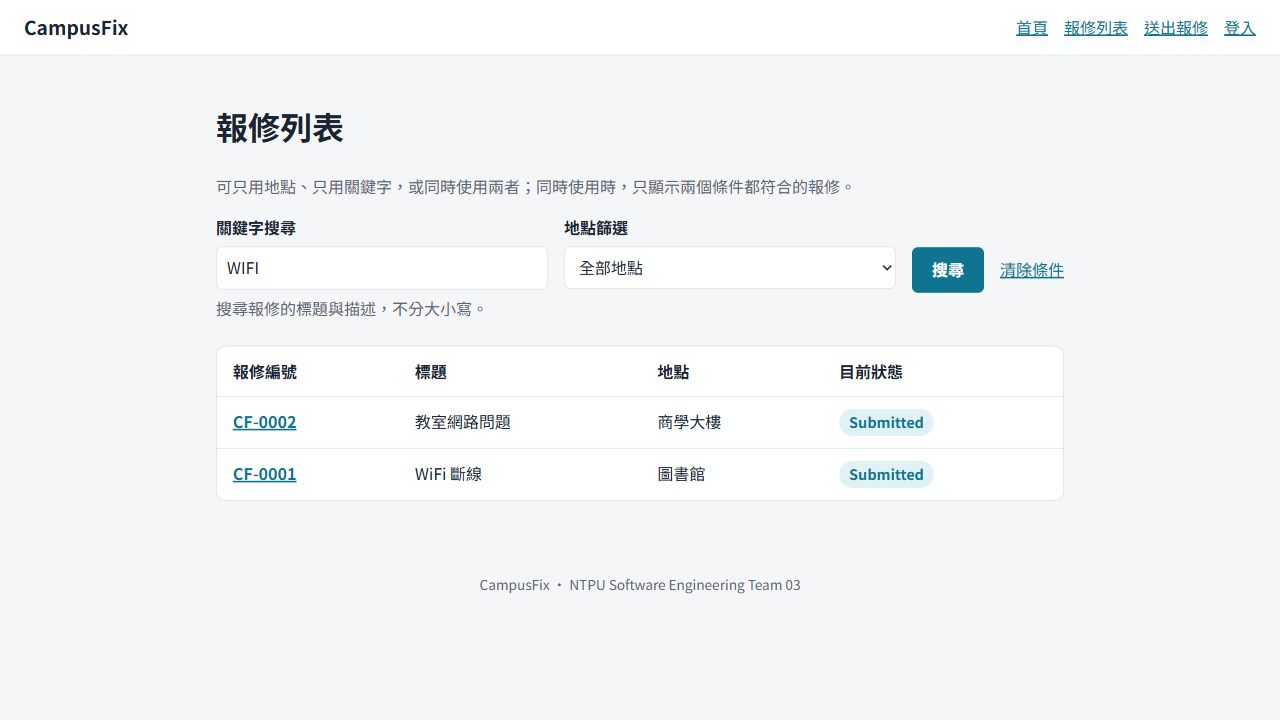 CampusFix
首頁 報修列表 送出報修 登入
報修列表
可只用地點、只用關鍵字，或同時使用兩者；同時使用時，只顯示兩個條件都符合的報修。
關鍵字搜尋 地點篩選
WIFI 全部地點 搜尋 清除條件
搜尋報修的標題與描述，不分大小寫。
報修編號 標題 地點 目前狀態
CF-0002 教室網路問題 商學大樓 Submitted
CF-0001 WiFi 斷線 圖書館 Submitted
CampusFix · NTPU Software Engineering Team 03